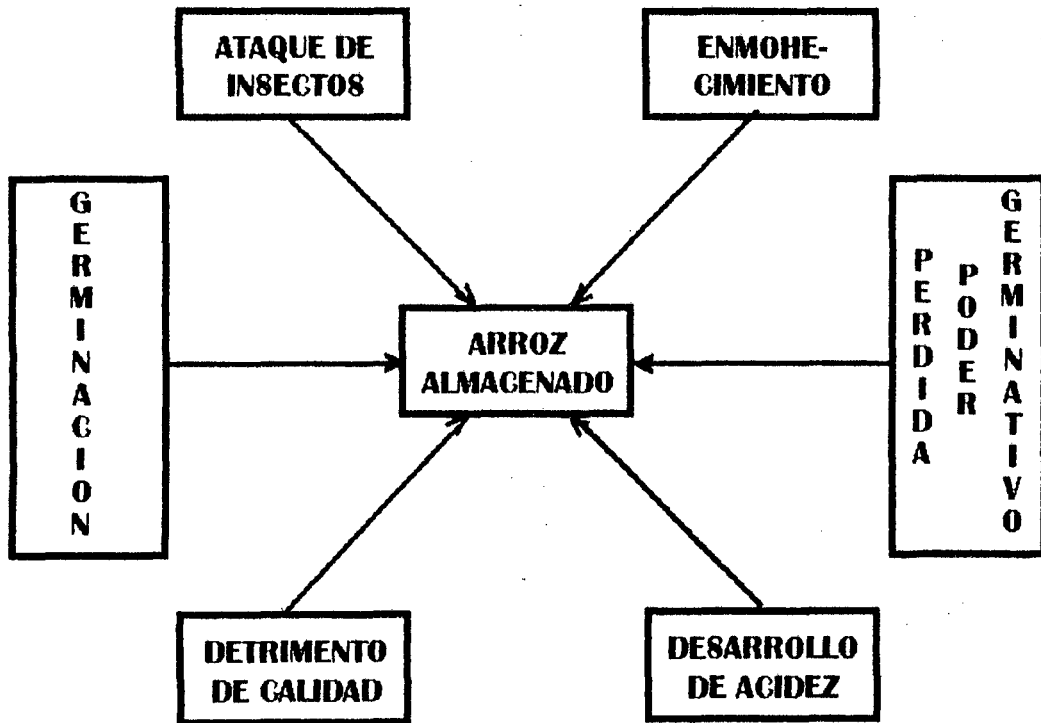 ATAQUE DE
INSECTOS
ENMOHE-
CIMIENTO
GERMINACION
PERDIDA
PODER
GERMINATIVO
ARROZ
ALMACENADO
DETRIMENTO
DE CALIDAD
DESARROLLO
DE ACIDEZ